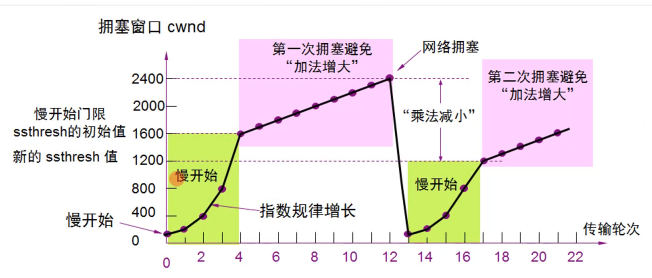 拥塞窗口 cwnd
第一次拥塞避免
“加法增大”
网络拥塞
第二次拥塞避免
“加法增大”
2400
2000
1600
1200
800
400
0
慢开始门限
ssthresh的初始值
新的 ssthresh 值
“乘法减小”
慢开始
慢开始
慢开始
指数规律增长
传输轮次
0
2
4
6
8
10
12
14
16
18
20
22